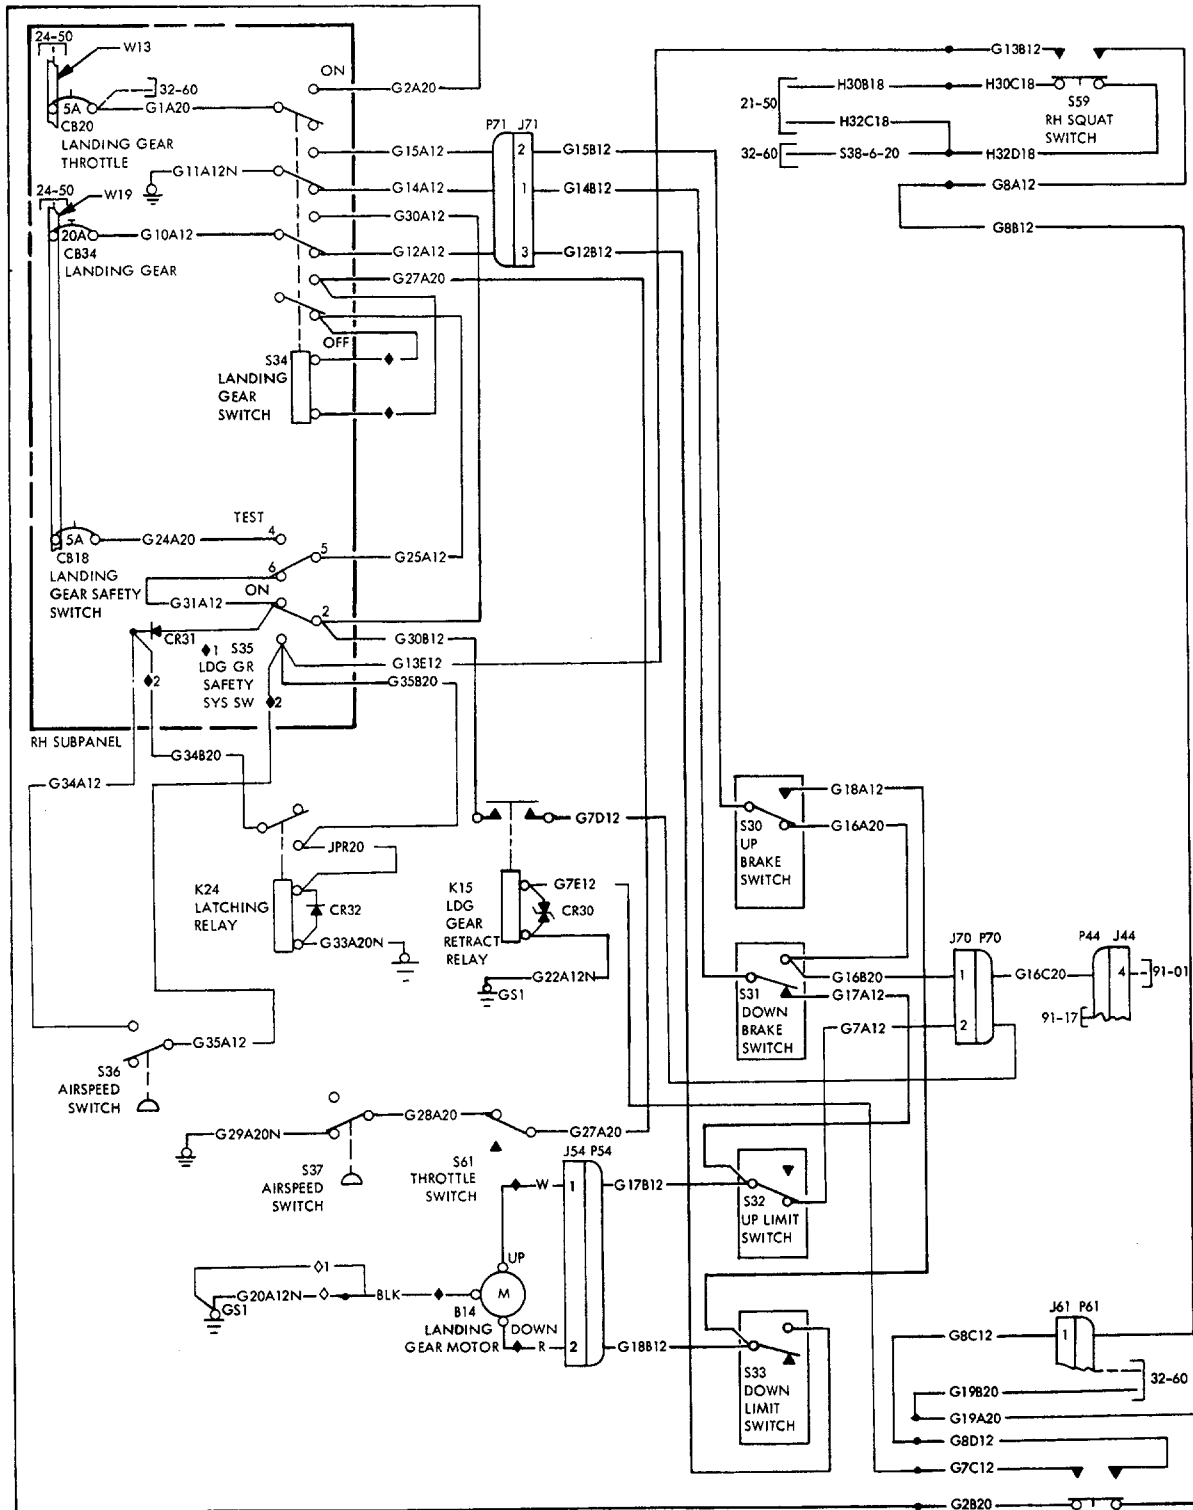 24-50
W13
ON
G2A20
G13B12
32-60
5A
G1A20
CB20
LANDING GEAR
THROTTLE
21-50
H30B18
H30C18
S59
RH SQUAT
SWITCH
H32C18
32-60
S38-6-20
H32D18
P71 J71
G15A12
2
G15B12
G11A12N
G14A12
1
G14B12
G8A12
24-50
W19
G30A12
G8B12
20A
G10A12
CB34
LANDING GEAR
G12A12
3
G12B12
G27A20
OFF
S34
LANDING
GEAR
SWITCH
TEST
4
5A
G24A20
CB18
LANDING
GEAR SAFETY
SWITCH
5
G25A12
6
ON
G31A12
2
CR31
G30B12
1 S35
LDG GR
SAFETY
SYS SW
G13E12
G35B20
2
2
RH SUBPANEL
G34B20
G34A12
G18A12
S30
UP
BRAKE
SWITCH
G16A20
G7D12
JPR20
K24
LATCHING
RELAY
CR32
G33A20N
K15
LDG
GEAR
RETRACT
RELAY
G7E12
CR30
G22A12N
GS1
J70 P70
P44 J44
S31
DOWN
BRAKE
SWITCH
G16B20
1
G16C20
4
91-01
G17A12
G7A12
2
91-17
G35A12
S36
AIRSPEED
SWITCH
G28A20
G29A20N
G27A20
S37
AIRSPEED
SWITCH
S61
THROTTLE
SWITCH
J54 P54
W
1
G17B12
S32
UP LIMIT
SWITCH
UP
1
GS1
G20A12N
BLK
M
B14
LANDING
GEAR MOTOR
DOWN
R
2
G18B12
S33
DOWN
LIMIT
SWITCH
J61 P61
G8C12
1
32-60
G19B20
G19A20
G8D12
G7C12
G2B20